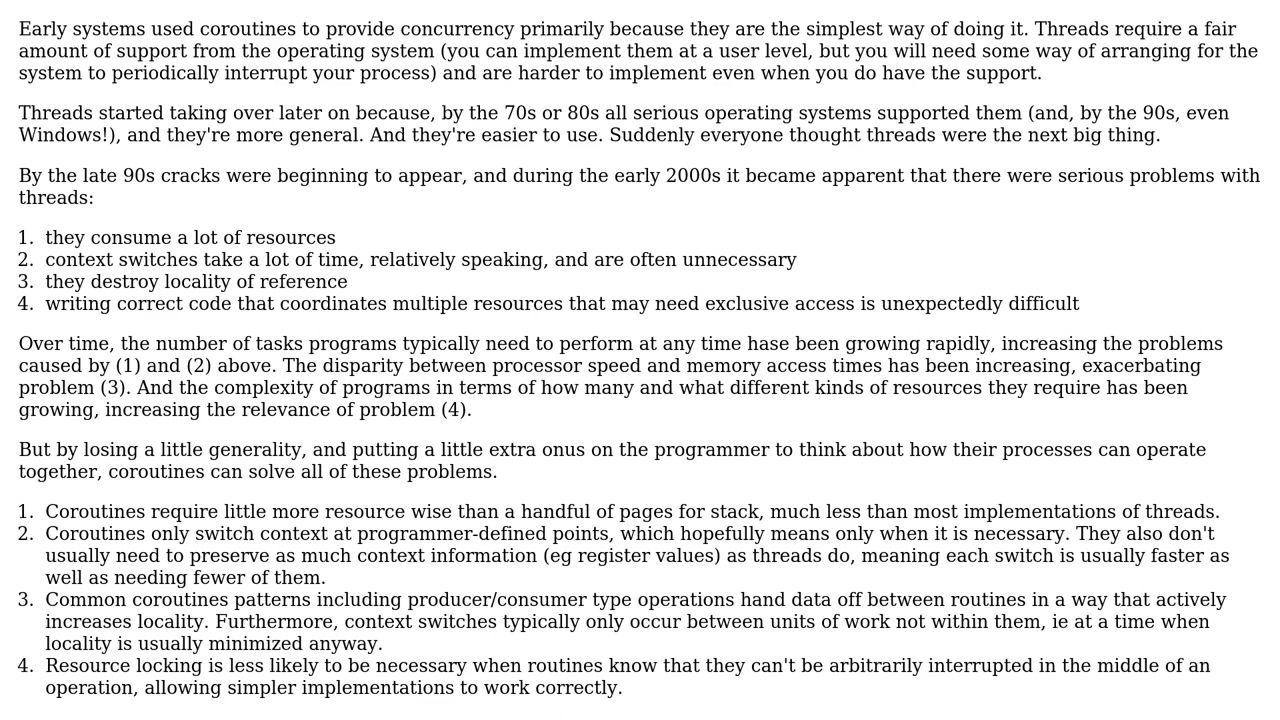 Early systems used coroutines to provide concurrency primarily because they are the simplest way of doing it. Threads require a fair
amount of support from the operating system (you can implement them at a user level, but you will need some way of arranging for the
system to periodically interrupt your process) and are harder to implement even when you do have the support.
Threads started taking over later on because, by the 70s or 80s all serious operating systems supported them (and, by the 90s, even
Windows!), and they're more general. And they're easier to use. Suddenly everyone thought threads were the next big thing.
By the late 90s cracks were beginning to appear, and during the early 2000s it became apparent that there were serious problems with
threads:
1. they consume a lot of resources
2. context switches take a lot of time, relatively speaking, and are often unnecessary
3. they destroy locality of reference
4. writing correct code that coordinates multiple resources that may need exclusive access is unexpectedly difficult
Over time, the number of tasks programs typically need to perform at any time hase been growing rapidly, increasing the problems
caused by (1) and (2) above. The disparity between processor speed and memory access times has been increasing, exacerbating
problem (3). And the complexity of programs in terms of how many and what different kinds of resources they require has been
growing, increasing the relevance of problem (4).
But by losing a little generality, and putting a little extra onus on the programmer to think about how their processes can operate
together, coroutines can solve all of these problems.
1. Coroutines require little more resource wise than a handful of pages for stack, much less than most implementations of threads.
2. Coroutines only switch context at programmer-defined points, which hopefully means only when it is necessary. They also don't
usually need to preserve as much context information (eg register values) as threads do, meaning each switch is usually faster as
well as needing fewer of them.
3. Common coroutines patterns including producer/consumer type operations hand data off between routines in a way that actively
increases locality. Furthermore, context switches typically only occur between units of work not within them, ie at a time when
locality is usually minimized anyway.
4. Resource locking is less likely to be necessary when routines know that they can't be arbitrarily interrupted in the middle of an
operation, allowing simpler implementations to work correctly.